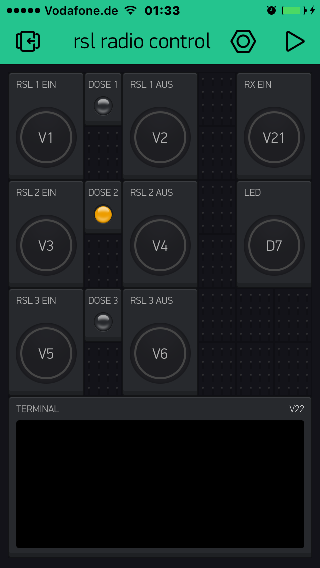 Vodafone.de 01:33
rsl radio control
RSL 1 EIN DOSE 1 RSL 1 AUS RX EIN
V1 V2 V21
RSL 2 EIN DOSE 2 RSL 2 AUS LED
V3 V4 D7
RSL 3 EIN DOSE 3 RSL 3 AUS
V5 V6
TERMINAL V22